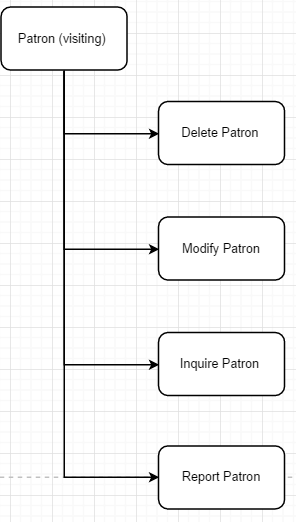 Patron (visiting)
Delete Patron
Modify Patron
Inquire Patron
Report Patron